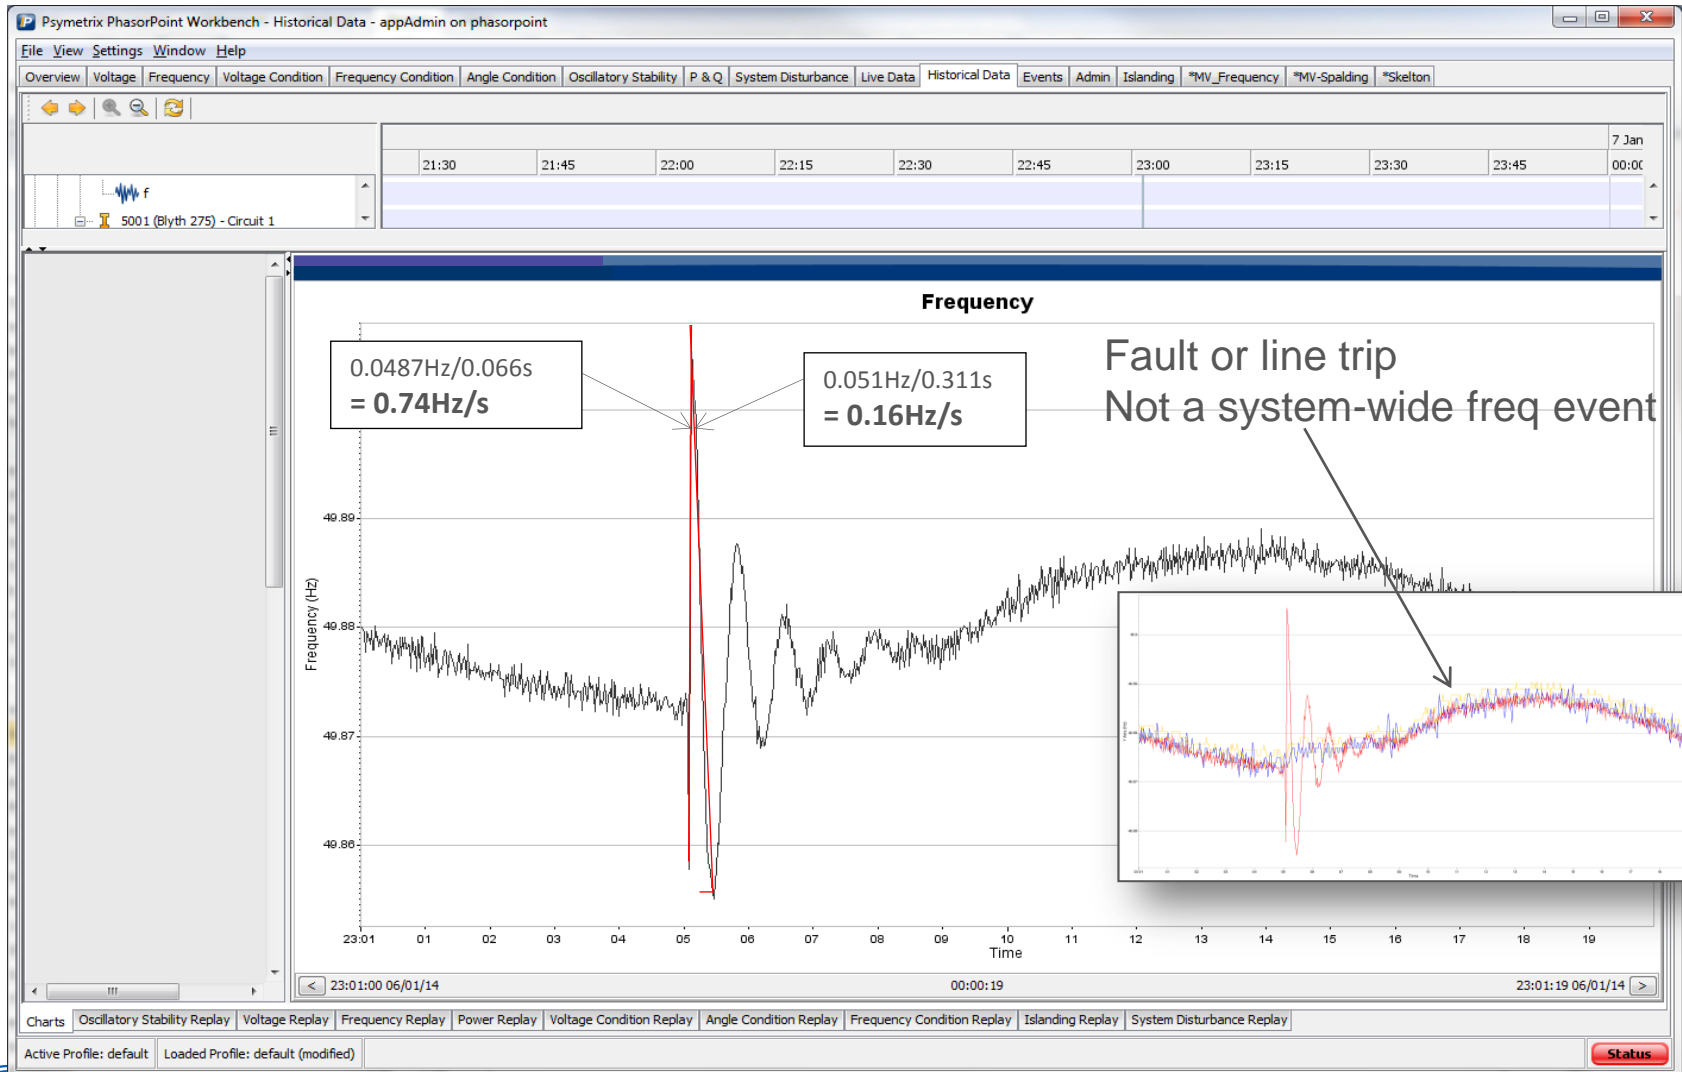 Psymetrix PhasorPoint Workbench - Historical Data - appAdmin on phasorpoint
File View Settings Window Help
Overview Voltage Frequency Voltage Condition Frequency Condition Angle Condition Oscillatory Stability P & Q System Disturbance Live Data Historical Data Events Admin Islanding *MV_Frequency *MV-Spalding *Skelton
7 Jan
21:30 21:45 22:00 22:15 22:30 22:45 23:00 23:15 23:30 23:45 00:00
f
5001 (Blyth 275) - Circuit 1
Frequency
0.0487Hz/0.066s
= 0.74Hz/s
0.051Hz/0.311s
= 0.16Hz/s
Fault or line trip
Not a system-wide freq event
49.89
49.88
49.87
49.86
Frequency (Hz)
23:01 01 02 03 04 05 06 07 08 09 10 11 12 13 14 15 16 17 18 19
Time
< 23:01:00 06/01/14 00:00:19 23:01:19 06/01/14 >
Charts Oscillatory Stability Replay Voltage Replay Frequency Replay Power Replay Voltage Condition Replay Angle Condition Replay Frequency Condition Replay Islanding Replay System Disturbance Replay
Active Profile: default Loaded Profile: default (modified) Status